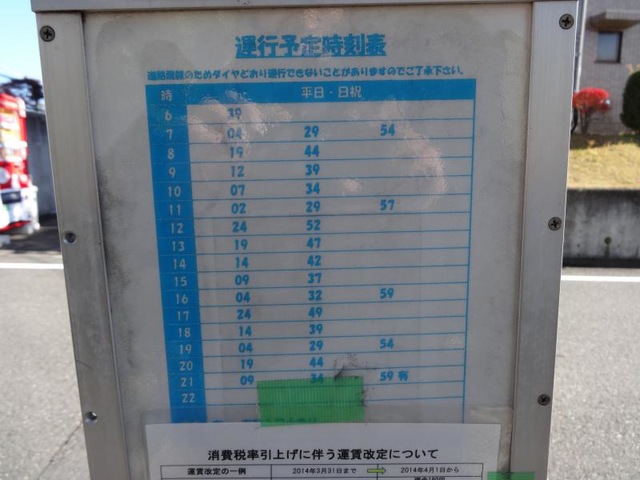 運行予定時刻表
道路混雑のためダイヤどおり運行できないことがありますのでご了承下さい。
時 平日・日祝
6 39
7 04 29 54
8 19 44
9 12 39
10 07 34
11 02 29 57
12 24 52
13 19 47
14 14 42
15 09 37
16 04 32 59
17 24 49
18 14 39
19 04 29 54
20 19 44
21 09 34 59 有
22
消費税率引上げに伴う運賃改定について
運賃改定の一例 2014年3月31日まで 2014年4月1日から